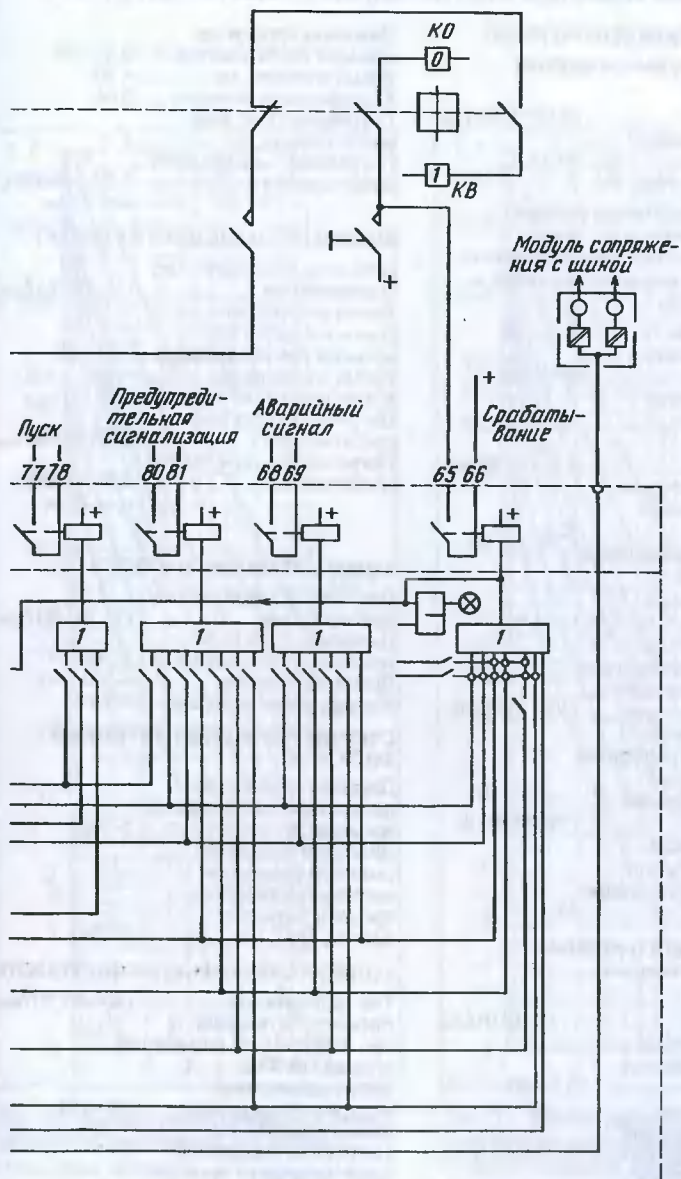 КО
0
1
КВ
+
Модуль сопряже-
ния с шиной
Пуск
77 78
Предупреди-
тельная
сигнализация
80 81
Аварийный
сигнал
68 69
+
Срабаты-
вание
65 66
+
+
+
+
1
1
1
1